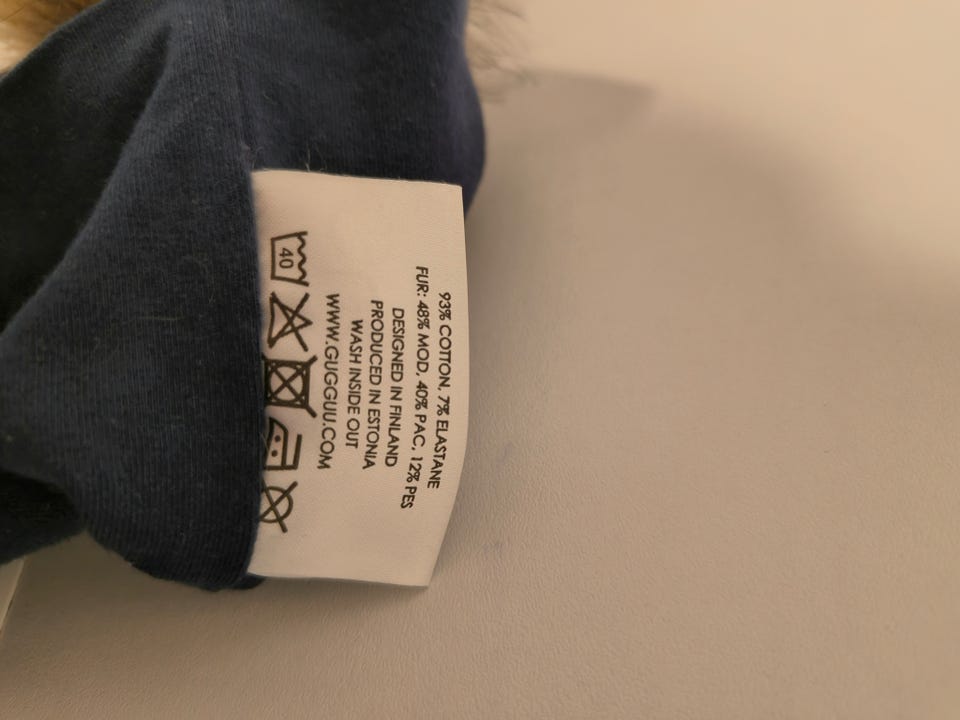 93% COTTON, 7% ELASTANE
FUR: 48% MOD, 40% PAC, 12% PES
DESIGNED IN FINLAND
PRODUCED IN ESTONIA
WASH INSIDE OUT
WWW.GUGGUU.COM
40